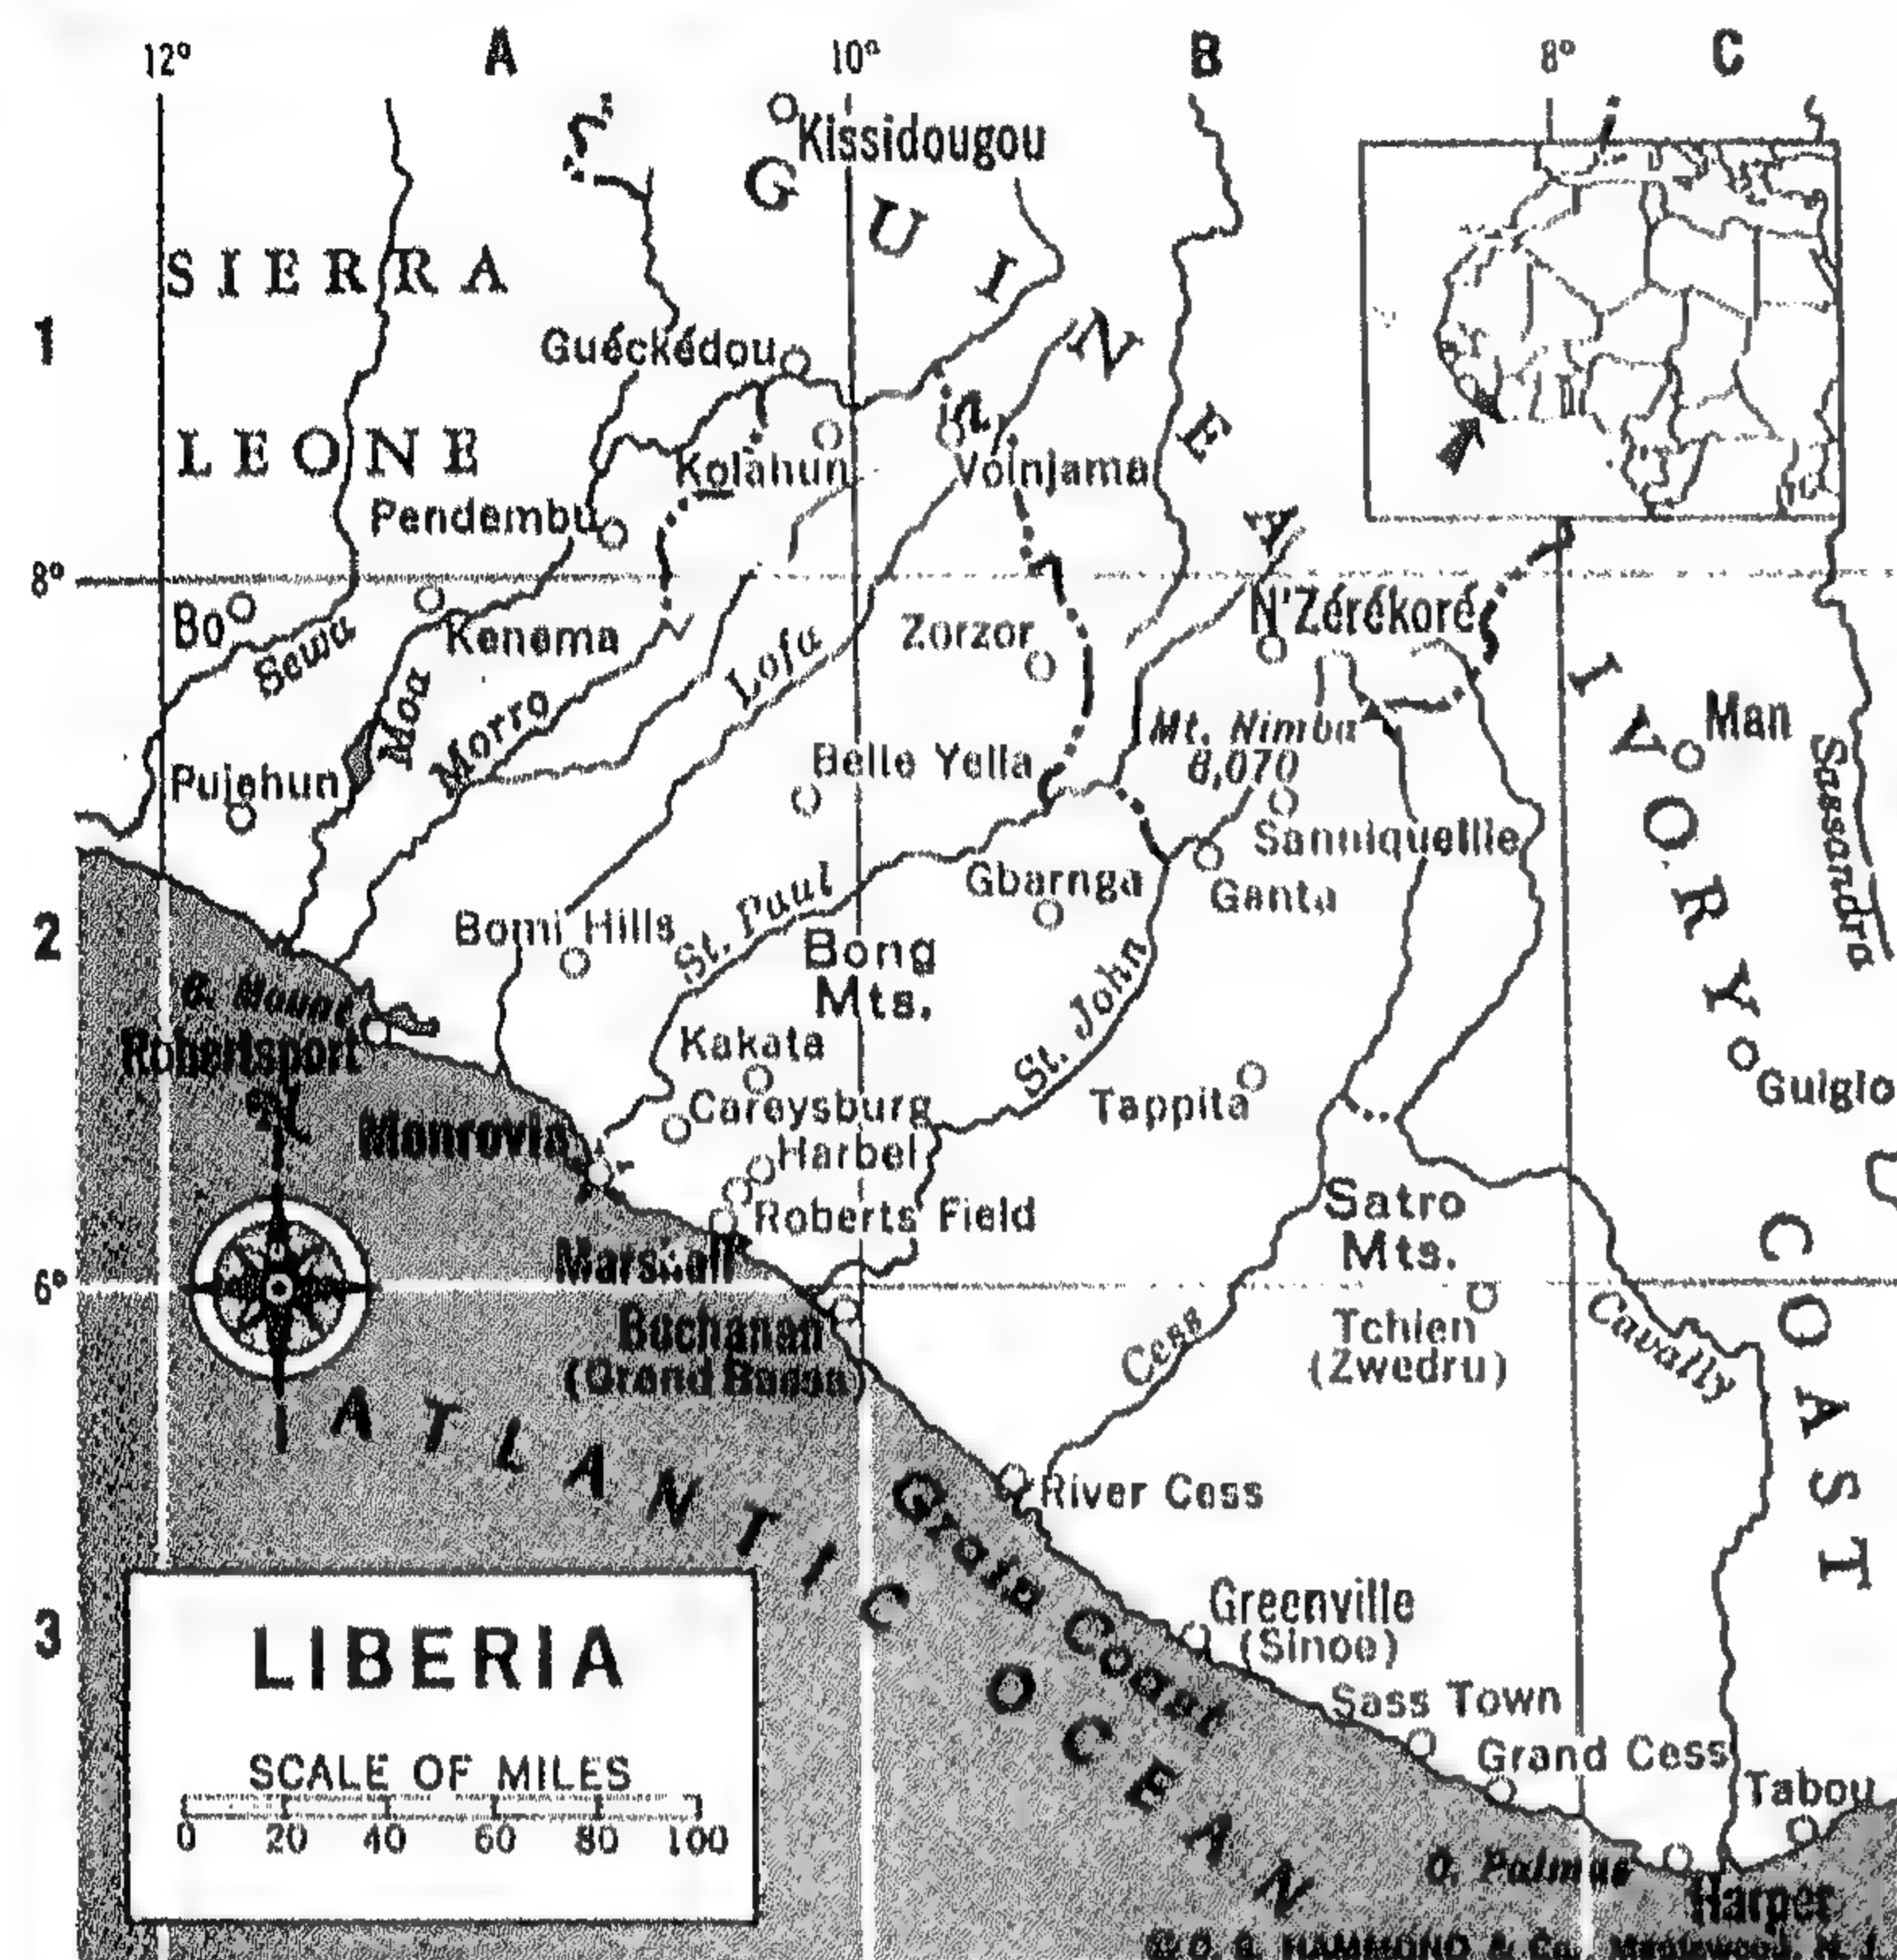 12° A 10° B 8° C
Kissidougou
GUINEA
SIERRA
LEONE
1
Guéckédou
Kolahun
Voinjama
Pendembu
8°
Bo
Sewa
Kenema
Moa
Morro
Lofa
Zorzor
N'Zérékoré
IVORY
COAST
Man
Sassandra
Mt. Nimba
Pujehun
Belle Yella
Sanniquellie
Gbarnga
Ganta
2
Bomi Hills
St. Paul
Bong
Mts.
St. John
Robertsport
Kakata
Guiglo
Careysburg
Tappita
Monrovia
Harbel
Roberts Field
Satro
Mts.
Marshall
6°
Buchanan
(Grand Bassa)
Cess
Tchien
(Zwedru)
Cavally
ATLANTIC
OCEAN
Grain Coast
River Cess
3
Greenville
(Sinoe)
Sass Town
Grand Cess
Tabou
C. Palmas
Harper
LIBERIA
SCALE OF MILES
0 20 40 60 80 100